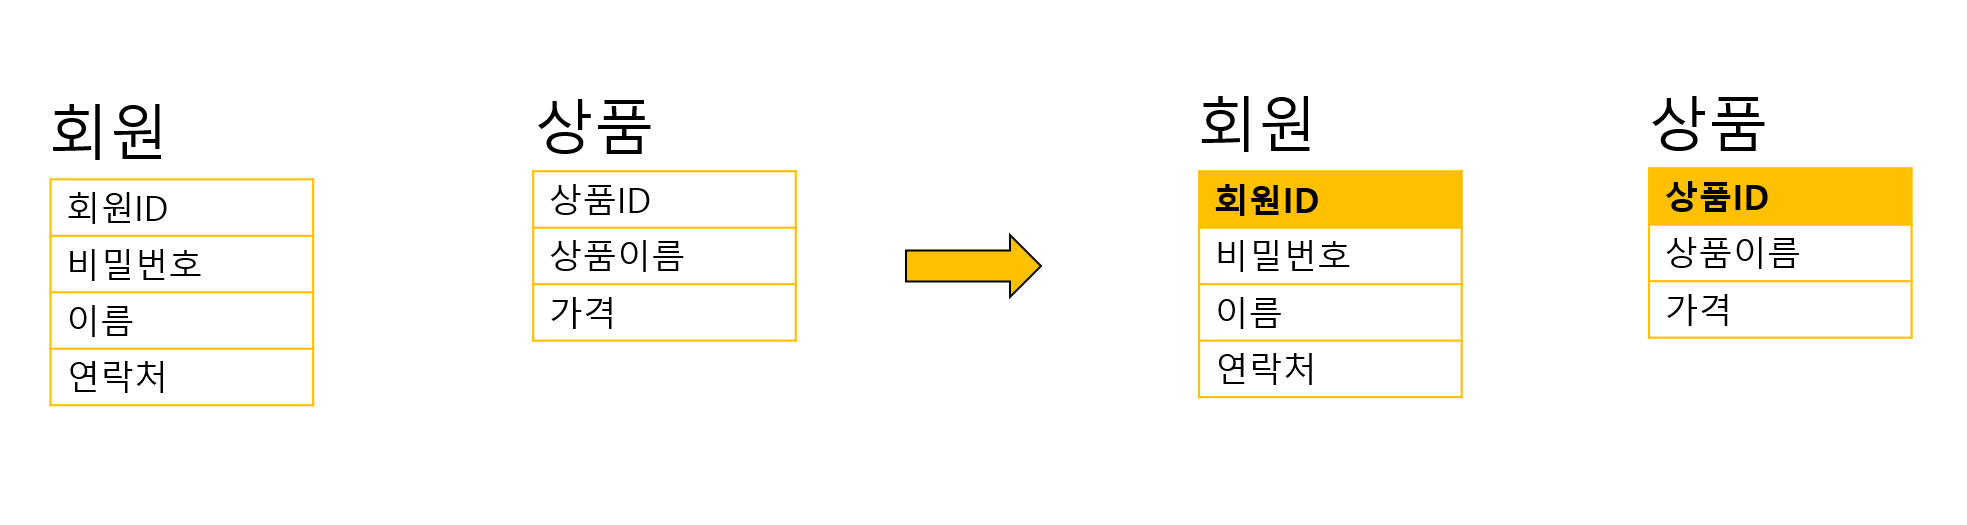 회원
회원ID
비밀번호
이름
연락처
상품
상품ID
상품이름
가격
회원
회원ID
비밀번호
이름
연락처
상품
상품ID
상품이름
가격